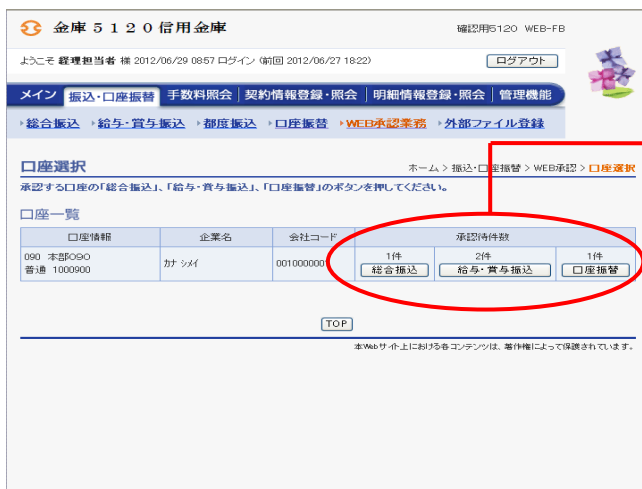 金庫5120信用金庫
確認用5120 WEB-FB
ようこそ 経理担当者 様 2012/06/29 0857 ログイン (前回 2012/06/27 1822)
ログアウト
メイン 振込・口座振替 手数料照会 契約情報登録・照会 明細情報登録・照会 管理機能
総合振込 給与・賞与振込 都度振込 口座振替 WEB承認業務 外部ファイル登録
口座選択
ホーム > 振込・口座振替 > WEB承認 > 口座選択
承認する口座の「総合振込」、「給与・賞与振込」、「口座振替」のボタンを押してください。
口座一覧
口座情報 企業名 会社コード 承認待件数
090 本部090
普通 1000900
カナ シメイ
001000000
1件 2件 1件
総合振込 給与・賞与振込 口座振替
TOP
本Webサイト上における各コンテンツは、著作権によって保護されています。